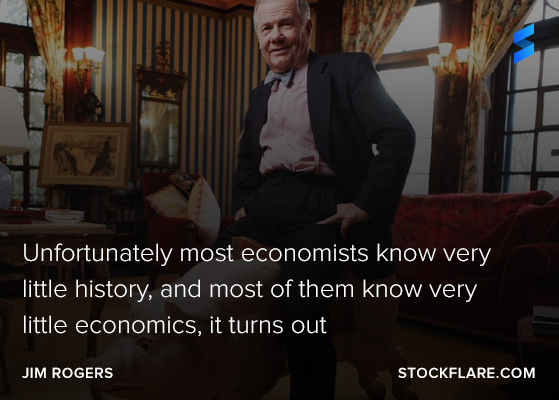 Unfortunately most economists know very
little history, and most of them know very
little economics, it turns out
JIM ROGERS
STOCKFLARE.COM